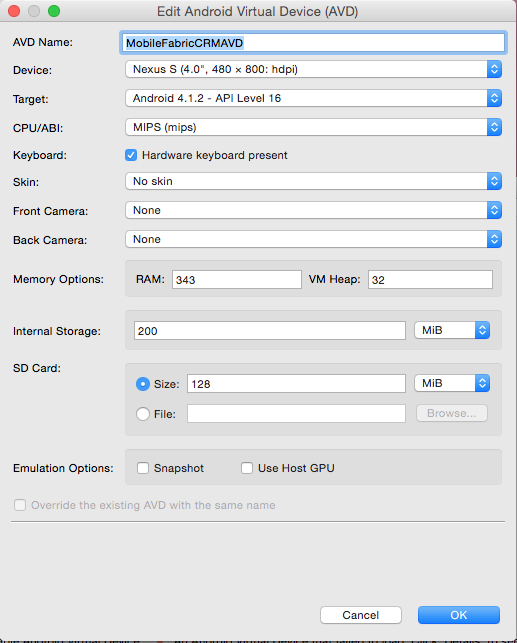 Edit Android Virtual Device (AVD)
AVD Name: MobileFabricCRMAVD
Device: Nexus S (4.0", 480 × 800: hdpi)
Target: Android 4.1.2 - API Level 16
CPU/ABI: MIPS (mips)
Keyboard: Hardware keyboard present
Skin: No skin
Front Camera: None
Back Camera: None
Memory Options: RAM: 343 VM Heap: 32
Internal Storage: 200 MiB
SD Card:
Size: 128 MiB
File: Browse...
Emulation Options: Snapshot Use Host GPU
Override the existing AVD with the same name
Cancel OK